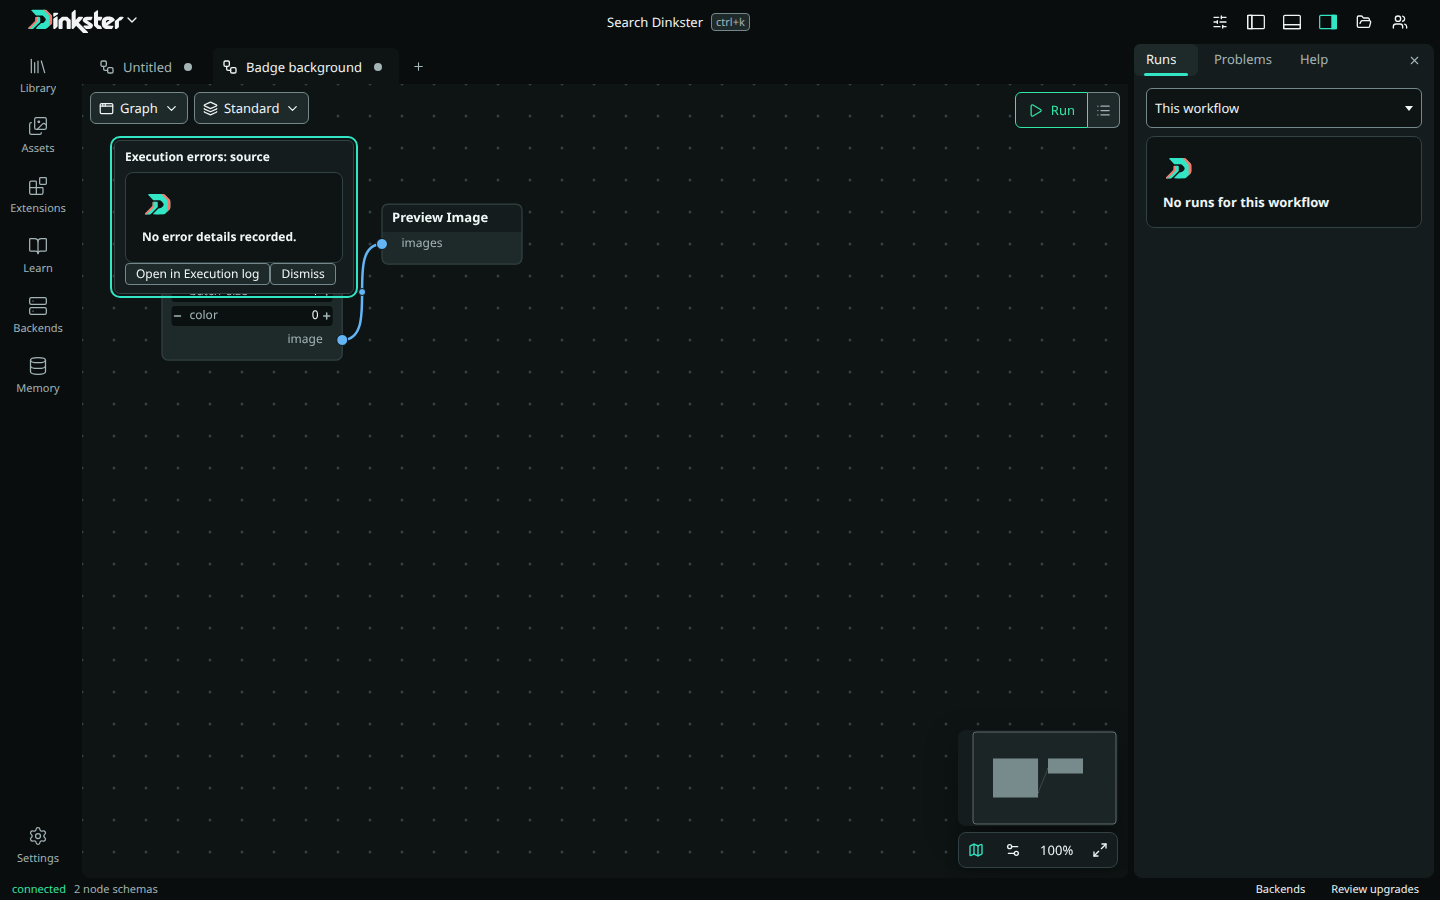 Dinkster
Search Dinkster ctrl+k
Library
Assets
Extensions
Learn
Backends
Memory
Settings
Untitled
Badge background
Graph
Standard
Run
Execution errors: source
No error details recorded.
Open in Execution log
Dismiss
color 0
image
Preview Image
images
100%
Runs
Problems
Help
This workflow
No runs for this workflow
connected
2 node schemas
Backends
Review upgrades